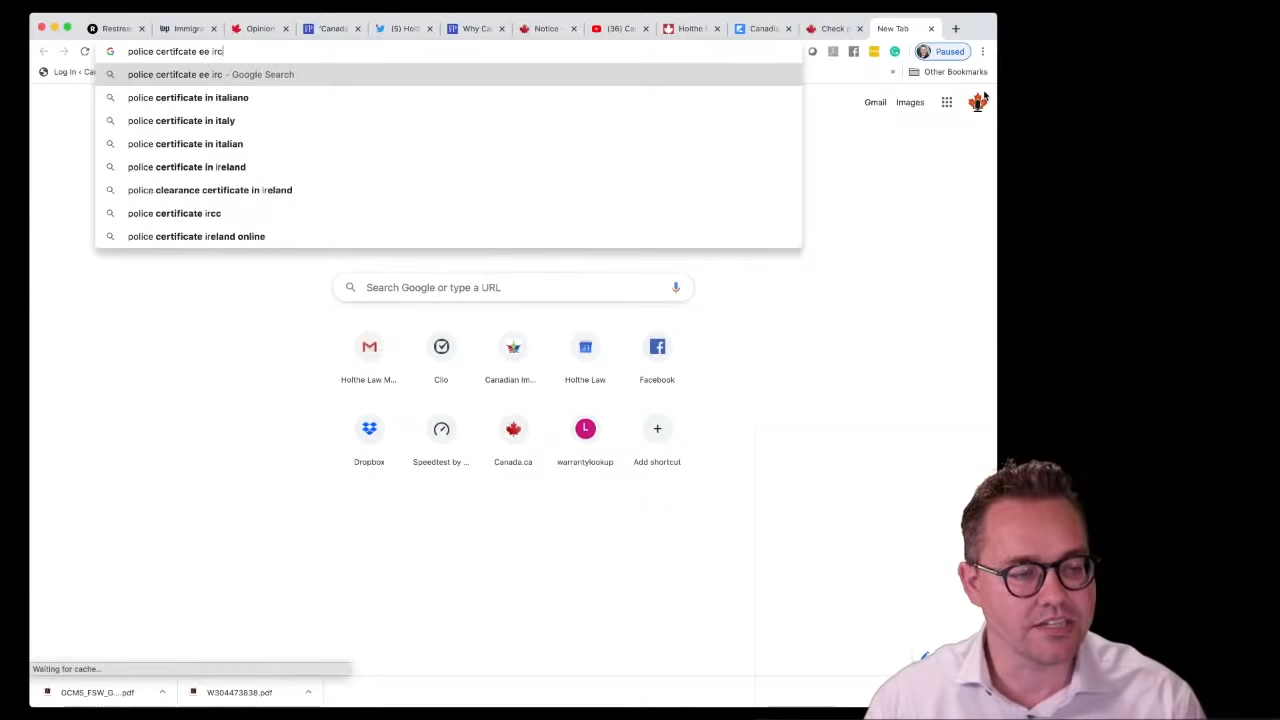 Restrea
Immigra
Opinion
'Canada
(5) Holt
Why Ca
Notice -
(36) Ca
Holthe l
Canadia
Check p
New Tab
police certifcate ee irc
Paused
Log In ‹ Ca
»
Other Bookmarks
police certifcate ee irc - Google Search
police certificate in italiano
police certificate in italy
police certificate in italian
police certificate in ireland
police clearance certificate in ireland
police certificate ircc
police certificate ireland online
Gmail
Images
Search Google or type a URL
Holthe Law M...
Clio
Canadian Im...
Holthe Law
Facebook
Dropbox
Speedtest by ...
Canada.ca
warrantylookup
Add shortcut
Waiting for cache...
GCMS_FSW_G....pdf
W304473838.pdf